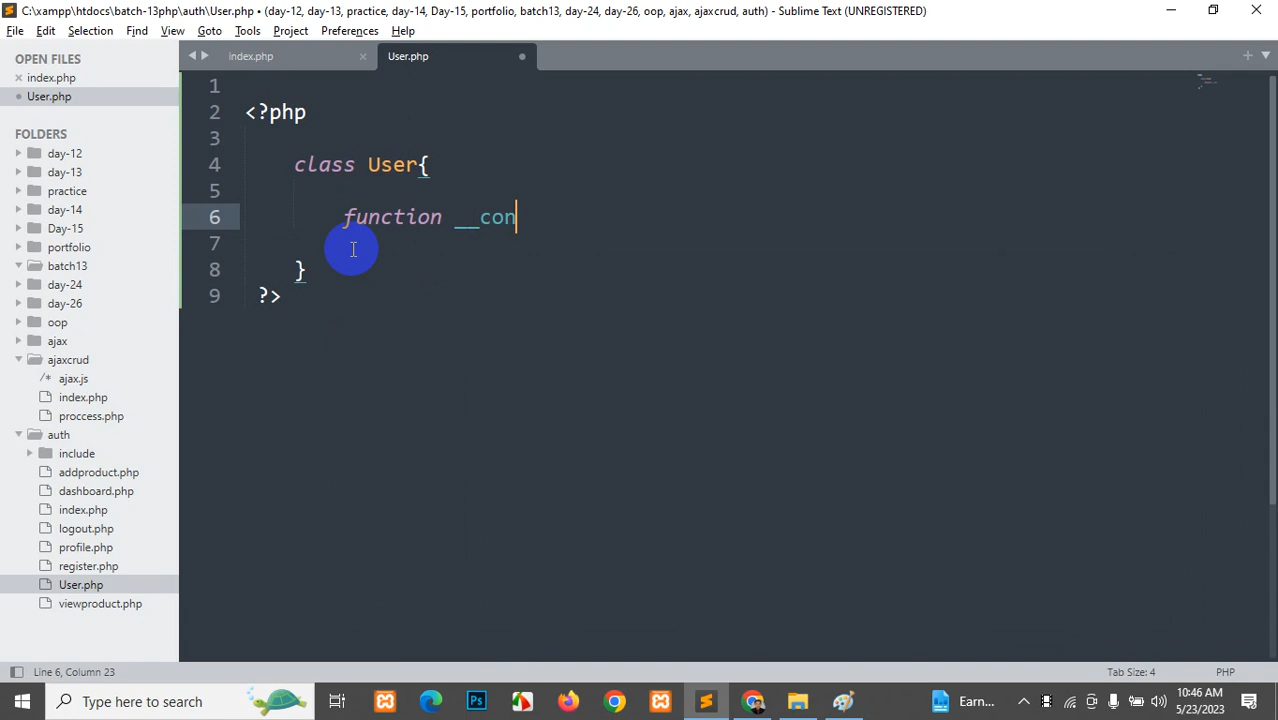 C:\xampp\htdocs\batch-13php\auth\User.php • (day-12, day-13, practice, day-14, Day-15, portfolio, batch13, day-24, day-26, oop, ajax, ajaxcrud, auth) - Sublime Text (UNREGISTERED)
File Edit Selection Find View Goto Tools Project Preferences Help
OPEN FILES
index.php
User.php
FOLDERS
day-12
day-13
practice
day-14
Day-15
portfolio
batch13
day-24
day-26
oop
ajax
ajaxcrud
/* ajax.js
index.php
proccess.php
auth
include
addproduct.php
dashboard.php
index.php
logout.php
profile.php
register.php
User.php
viewproduct.php
index.php User.php
1
2 <?php
3
4 class User{
5
6 function __con
7
8 }
9 ?>
Line 6, Column 23 Tab Size: 4 PHP
Type here to search Earn... 10:46 AM
5/23/2023